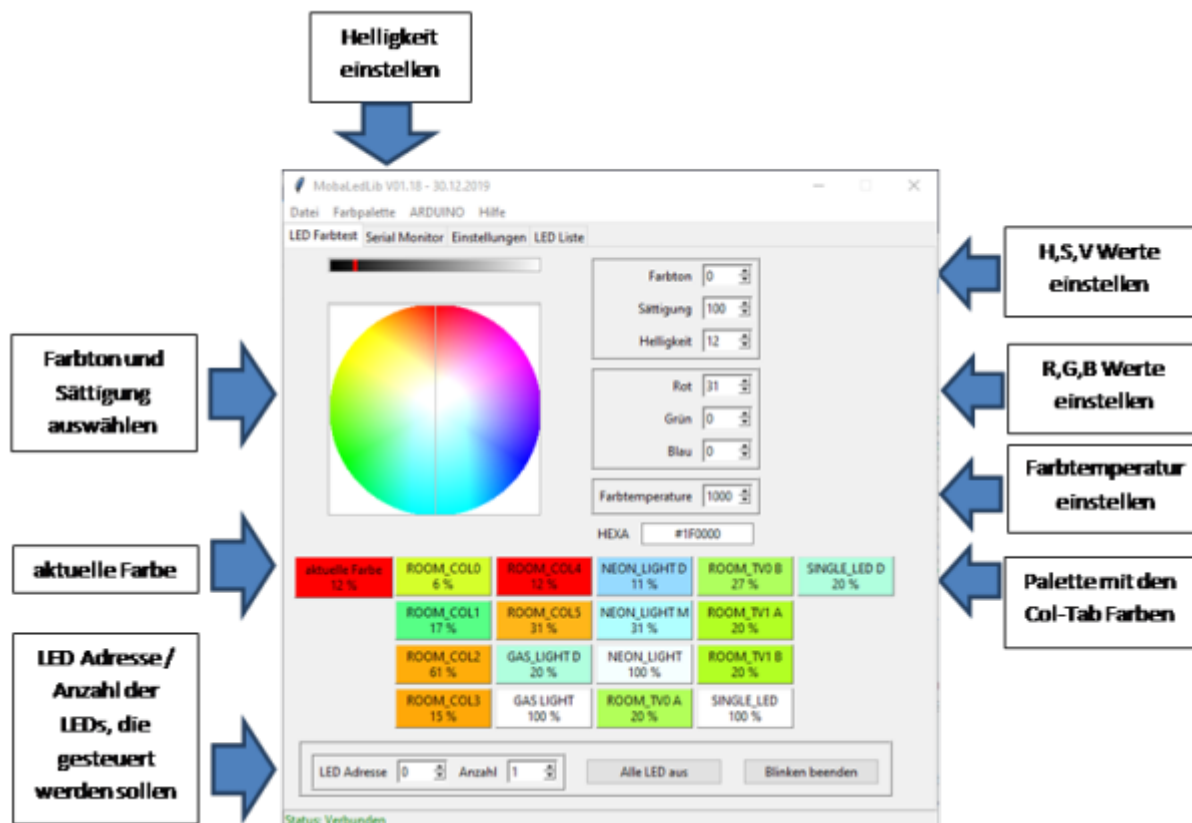 Helligkeit
einstellen
MobaLedLib V01.18 - 30.12.2019
Datei Farbpalette ARDUINO Hilfe
LED Farbtest Serial Monitor Einstellungen LED Liste
Farbton 0
Sättigung 100
Helligkeit 12
H,S,V Werte
einstellen
Farbton und
Sättigung
auswählen
Rot 31
Grün 0
Blau 0
R,G,B Werte
einstellen
Farbtemperature 1000
Farbtemperatur
einstellen
HEXA #1F0000
aktuelle Farbe
aktuelle Farbe ROOM_COL0 ROOM_COL4 NEON_LIGHT D ROOM_TV0 B SINGLE_LED D
12 % 6 % 12 % 11 % 27 % 20 %
ROOM_COL1 ROOM_COL5 NEON_LIGHT M ROOM_TV1 A
17 % 31 % 31 % 20 %
ROOM_COL2 GAS_LIGHT D NEON_LIGHT ROOM_TV1 B
61 % 20 % 100 % 20 %
ROOM_COL3 GAS LIGHT ROOM_TV0 A SINGLE_LED
15 % 100 % 20 % 100 %
Palette mit den
Col-Tab Farben
LED Adresse /
Anzahl der
LEDs, die
gesteuert
werden sollen
LED Adresse 0 Anzahl 1 Alle LED aus Blinken beenden
Status: Verbunden